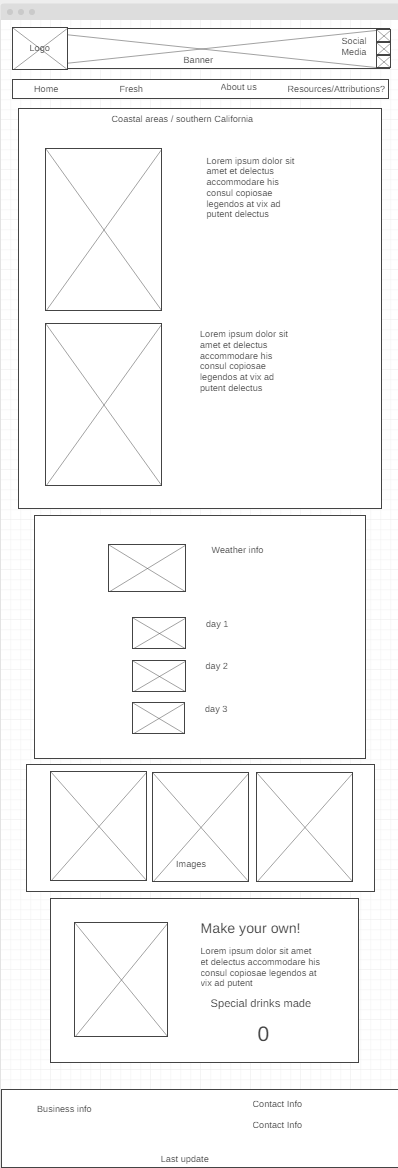 Logo
Banner
Social
Media
Home Fresh About us Resources/Attributions?
Coastal areas / southern California
Lorem ipsum dolor sit
amet et delectus
accommodare his
consul copiosae
legendos at vix ad
putent delectus
Lorem ipsum dolor sit
amet et delectus
accommodare his
consul copiosae
legendos at vix ad
putent delectus
Weather info
day 1
day 2
day 3
Images
Make your own!
Lorem ipsum dolor sit amet
et delectus accommodare his
consul copiosae legendos at
vix ad putent
Special drinks made
0
Business info
Contact Info
Contact Info
Last update